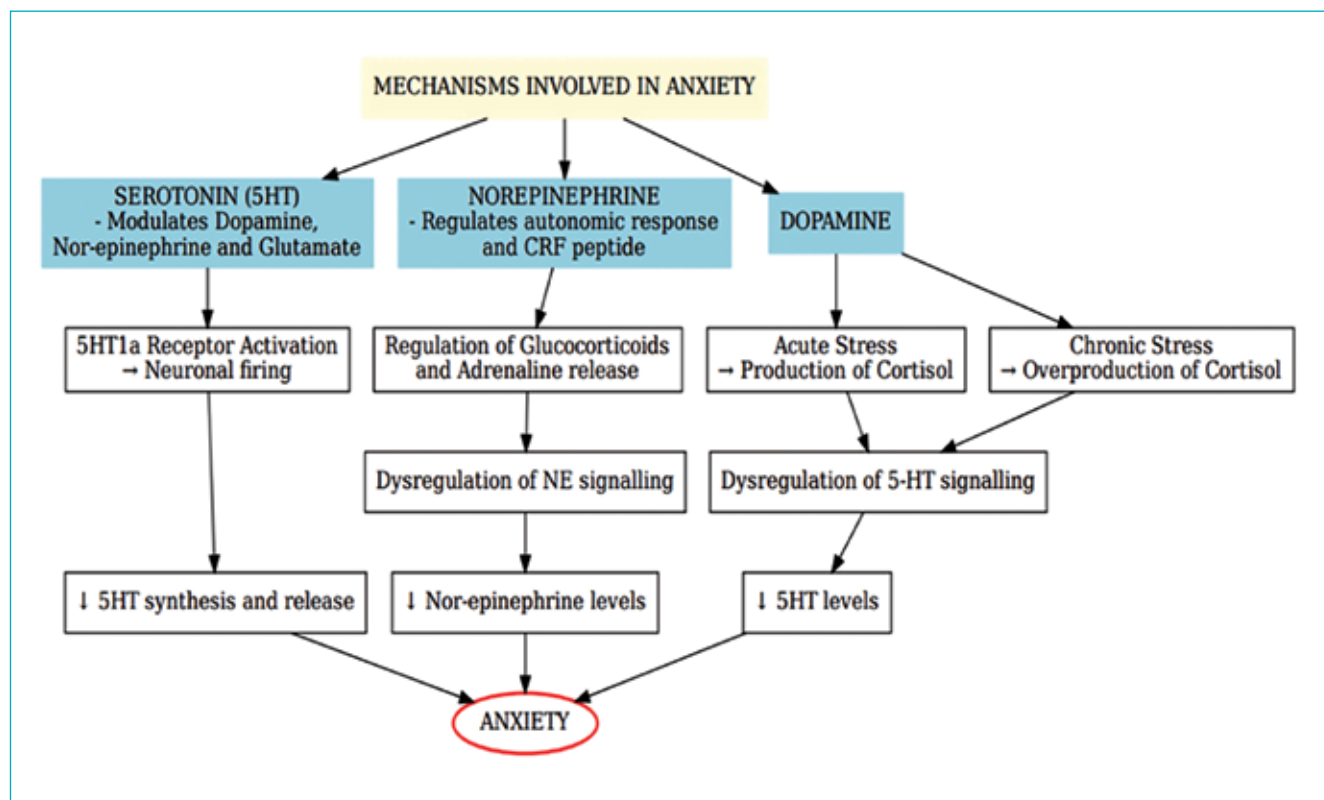 MECHANISMS INVOLVED IN ANXIETY
SEROTONIN (5HT)
- Modulates Dopamine,
Nor-epinephrine and Glutamate
NOREPINEPHRINE
- Regulates autonomic response
and CRF peptide
DOPAMINE
5HT1a Receptor Activation
→ Neuronal firing
Regulation of Glucocorticoids
and Adrenaline release
Acute Stress
→ Production of Cortisol
Chronic Stress
→ Overproduction of Cortisol
Dysregulation of NE signalling
Dysregulation of 5-HT signalling
↓ 5HT synthesis and release
↓ Nor-epinephrine levels
↓ 5HT levels
ANXIETY